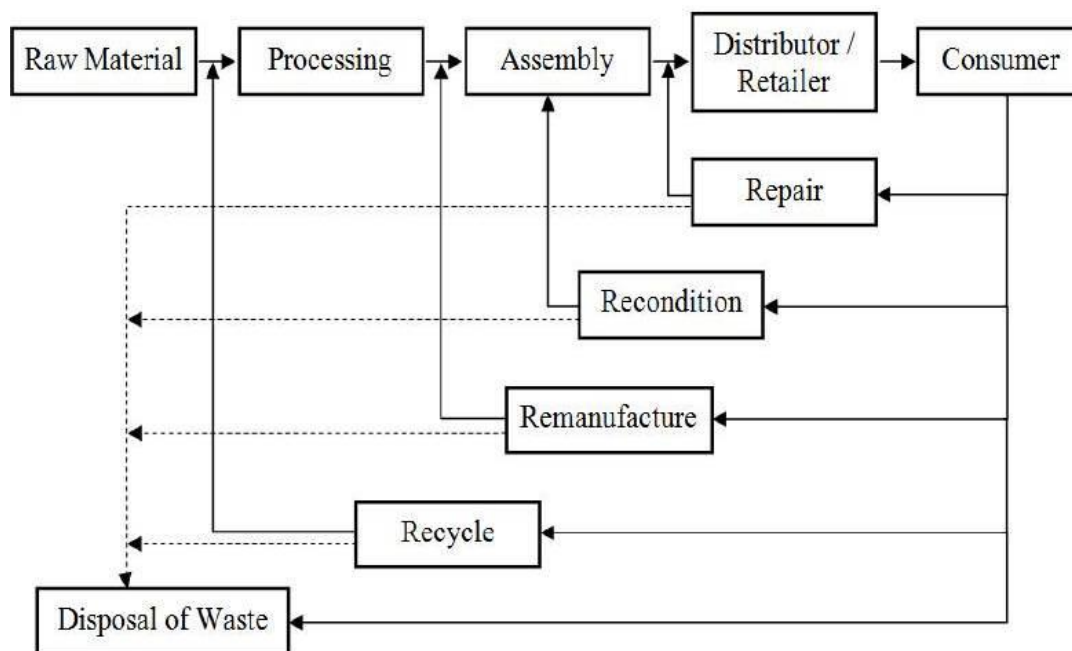 Raw Material
Processing
Assembly
Distributor /
Retailer
Consumer
Repair
Recondition
Remanufacture
Recycle
Disposal of Waste